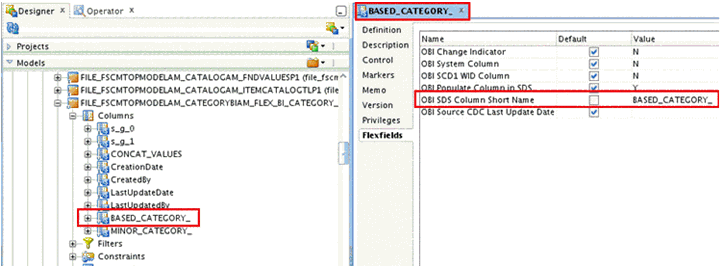 Designer x
Operator x
Projects
Models
FILE_FSCMTOPMODELAM_CATALOGAM_FNDVALUESP1 (file_fscm
FILE_FSCMTOPMODELAM_CATALOGAM_ITEMCATALOGTLP1 (file_
FILE_FSCMTOPMODELAM_CATEGORYBIAM_FLEX_BI_CATEGORY_
Columns
s_g_0
s_g_1
CONCAT_VALUES
CreationDate
CreatedBy
LastUpdateDate
LastUpdatedBy
BASED_CATEGORY_
MINOR_CATEGORY_
Filters
Constraints
BASED_CATEGORY_ x
Definition
Description
Control
Markers
Memo
Version
Privileges
Flexfields
Name Default Value
OBI Change Indicator N
OBI System Column N
OBI SCD1 WID Column N
OBI Populate Column in SDS Y
OBI SDS Column Short Name BASED_CATEGORY_
OBI Source CDC Last Update Date